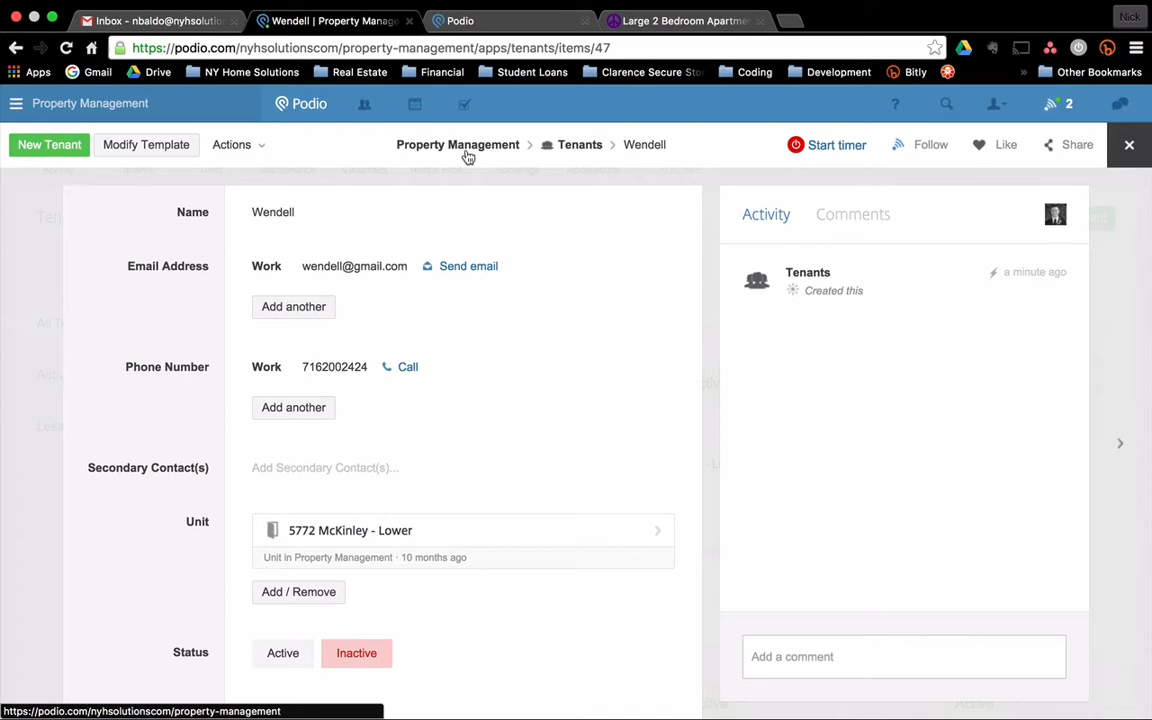 Inbox - nbaldo@nyhsolution
Wendell | Property Manage
Podio
Large 2 Bedroom Apartme
Nick
https://podio.com/nyhsolutionscom/property-management/apps/tenants/items/47
Apps
Gmail
Drive
NY Home Solutions
Real Estate
Financial
Student Loans
Clarence Secure Stor
Coding
Development
Bitly
»
Other Bookmarks
Property Management
Podio
?
2
New Tenant
Modify Template
Actions
Property Management > Tenants > Wendell
Start timer
Follow
Like
Share
Name
Wendell
Email Address
Work
wendell@gmail.com
Send email
Add another
Phone Number
Work
7162002424
Call
Add another
Secondary Contact(s)
Add Secondary Contact(s)...
Unit
5772 McKinley - Lower
Unit in Property Management · 10 months ago
Add / Remove
Status
Active
Inactive
Activity
Comments
Tenants
a minute ago
Created this
Add a comment
https://podio.com/nyhsolutionscom/property-management